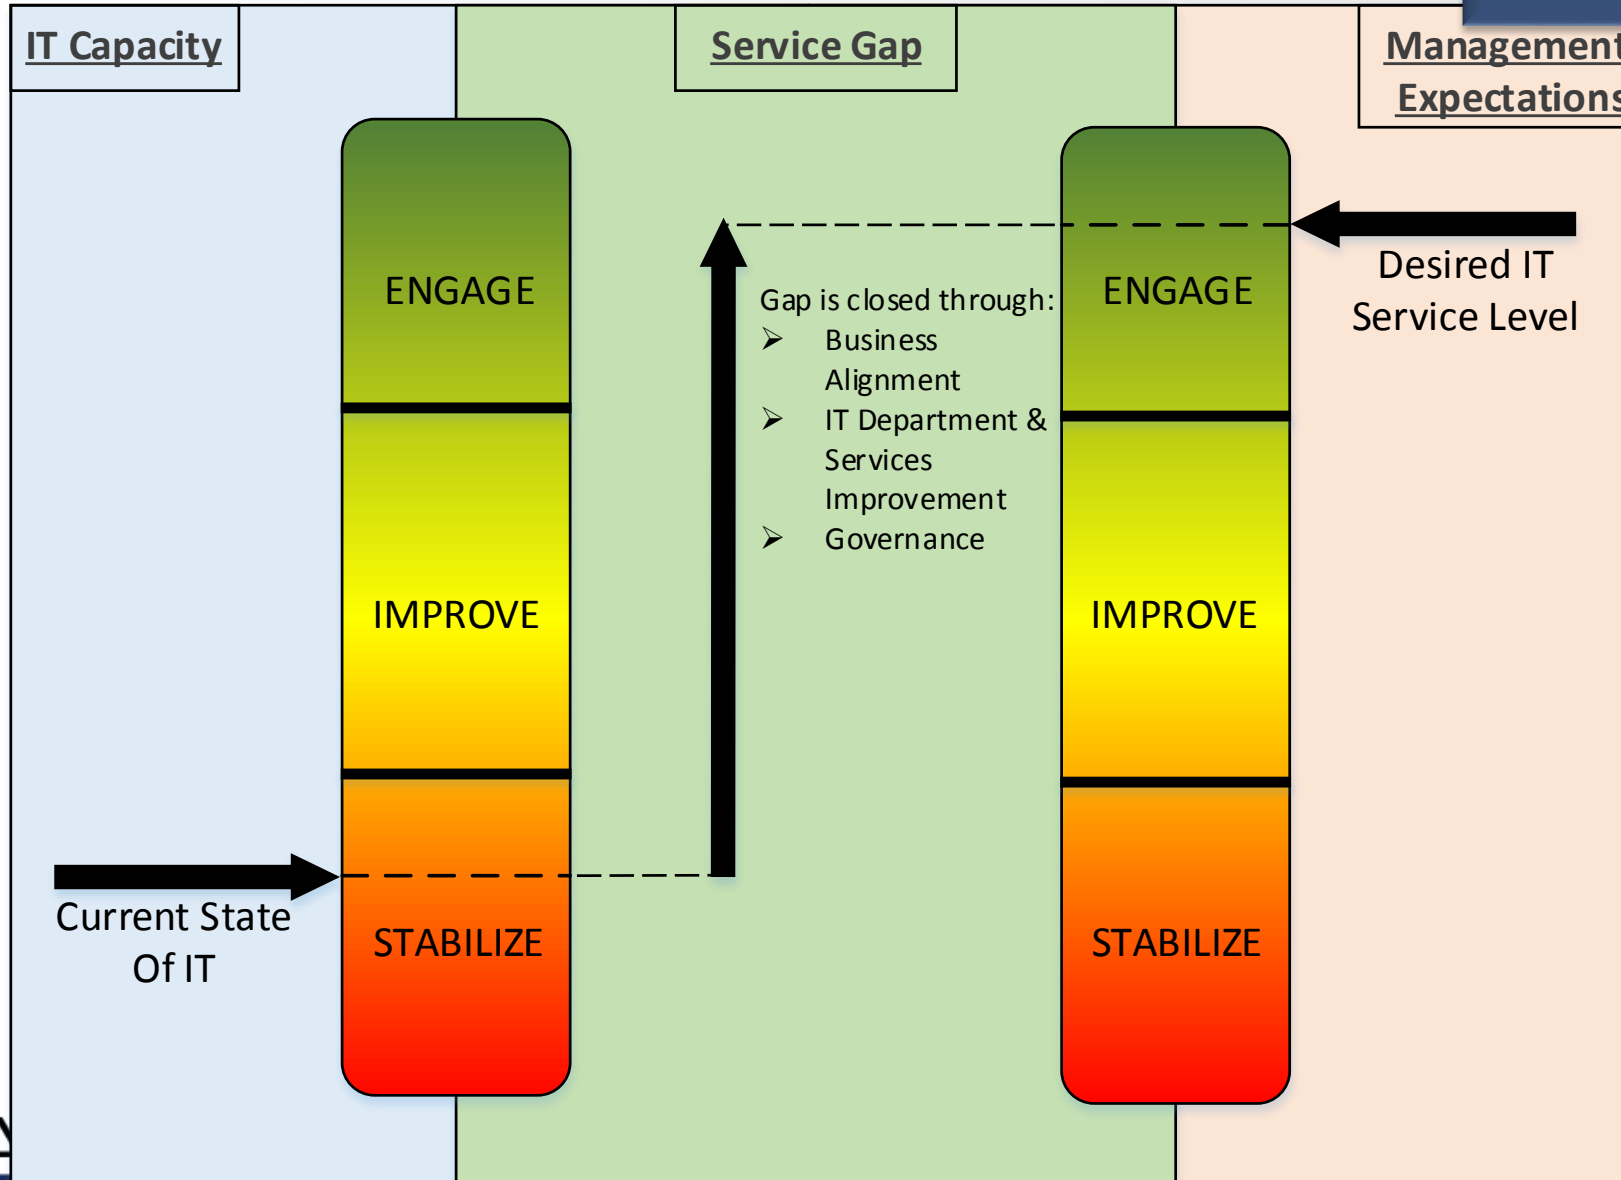 IT Capacity
Service Gap
Management
Expectations
ENGAGE
IMPROVE
STABILIZE
Current State
Of IT
Gap is closed through:
➢ Business
Alignment
➢ IT Department &
Services
Improvement
➢ Governance
ENGAGE
IMPROVE
STABILIZE
Desired IT
Service Level